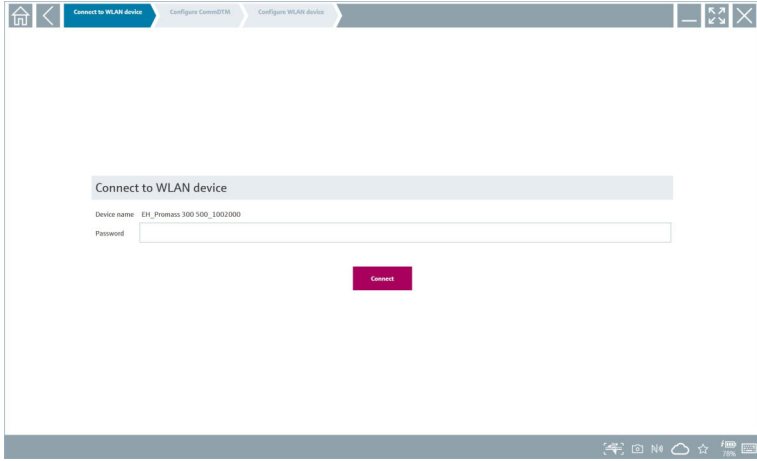 Connect to WLAN device
Configure CommDTM
Configure WLAN device
Connect to WLAN device
Device name EH_Promass 300 500_1002000
Password
Connect
78%